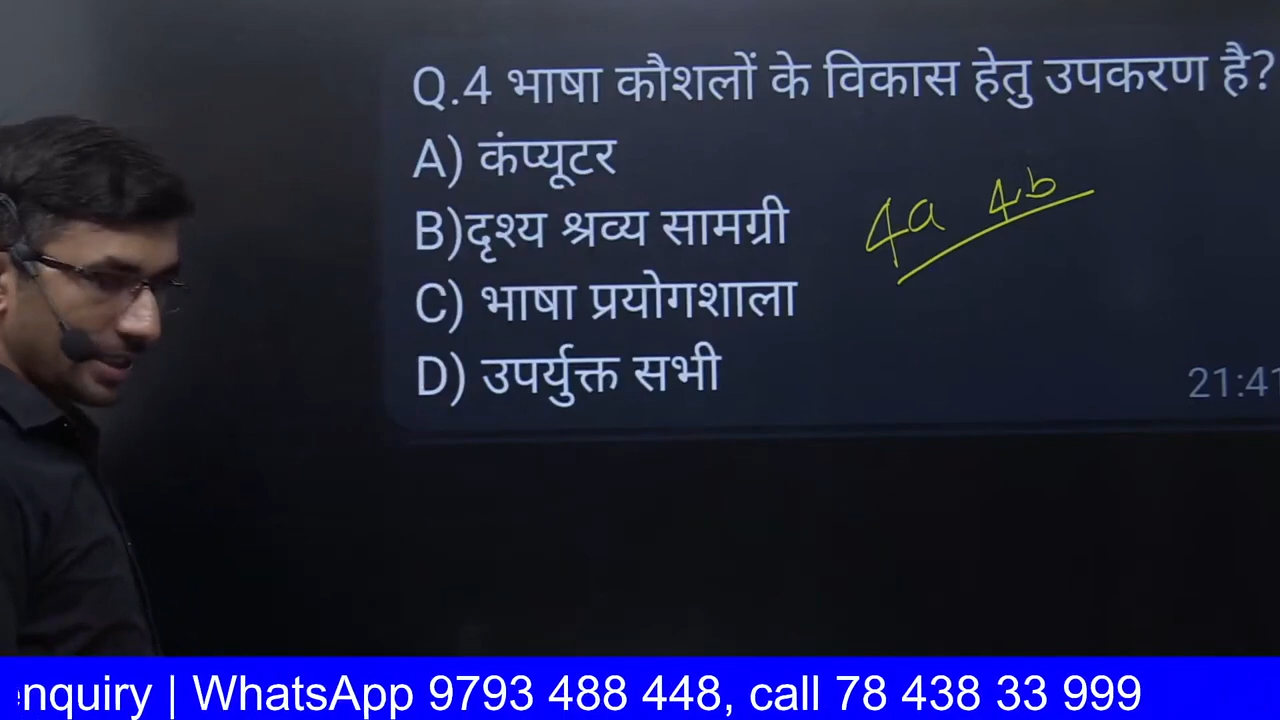 Q.4 भाषा कौशलों के विकास हेतु उपकरण है?
A) कंप्यूटर
B)दृश्य श्रव्य सामग्री
4a 4b
C) भाषा प्रयोगशाला
D) उपर्युक्त सभी
21:41
enquiry | WhatsApp 9793 488 448, call 78 438 33 999